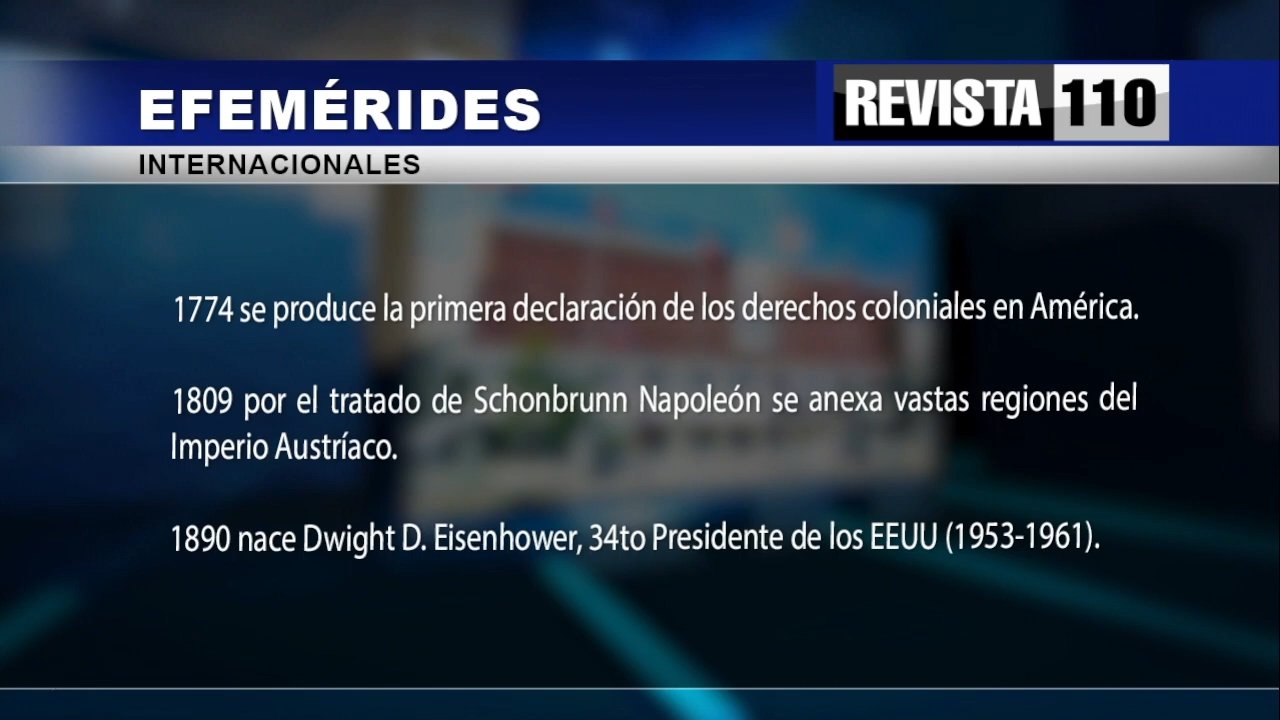 EFEMÉRIDES
REVISTA 110
INTERNACIONALES
1774 se produce la primera declaración de los derechos coloniales en América.
1809 por el tratado de Schonbrunn Napoleón se anexa vastas regiones del
Imperio Austríaco.
1890 nace Dwight D. Eisenhower, 34to Presidente de los EEUU (1953-1961).